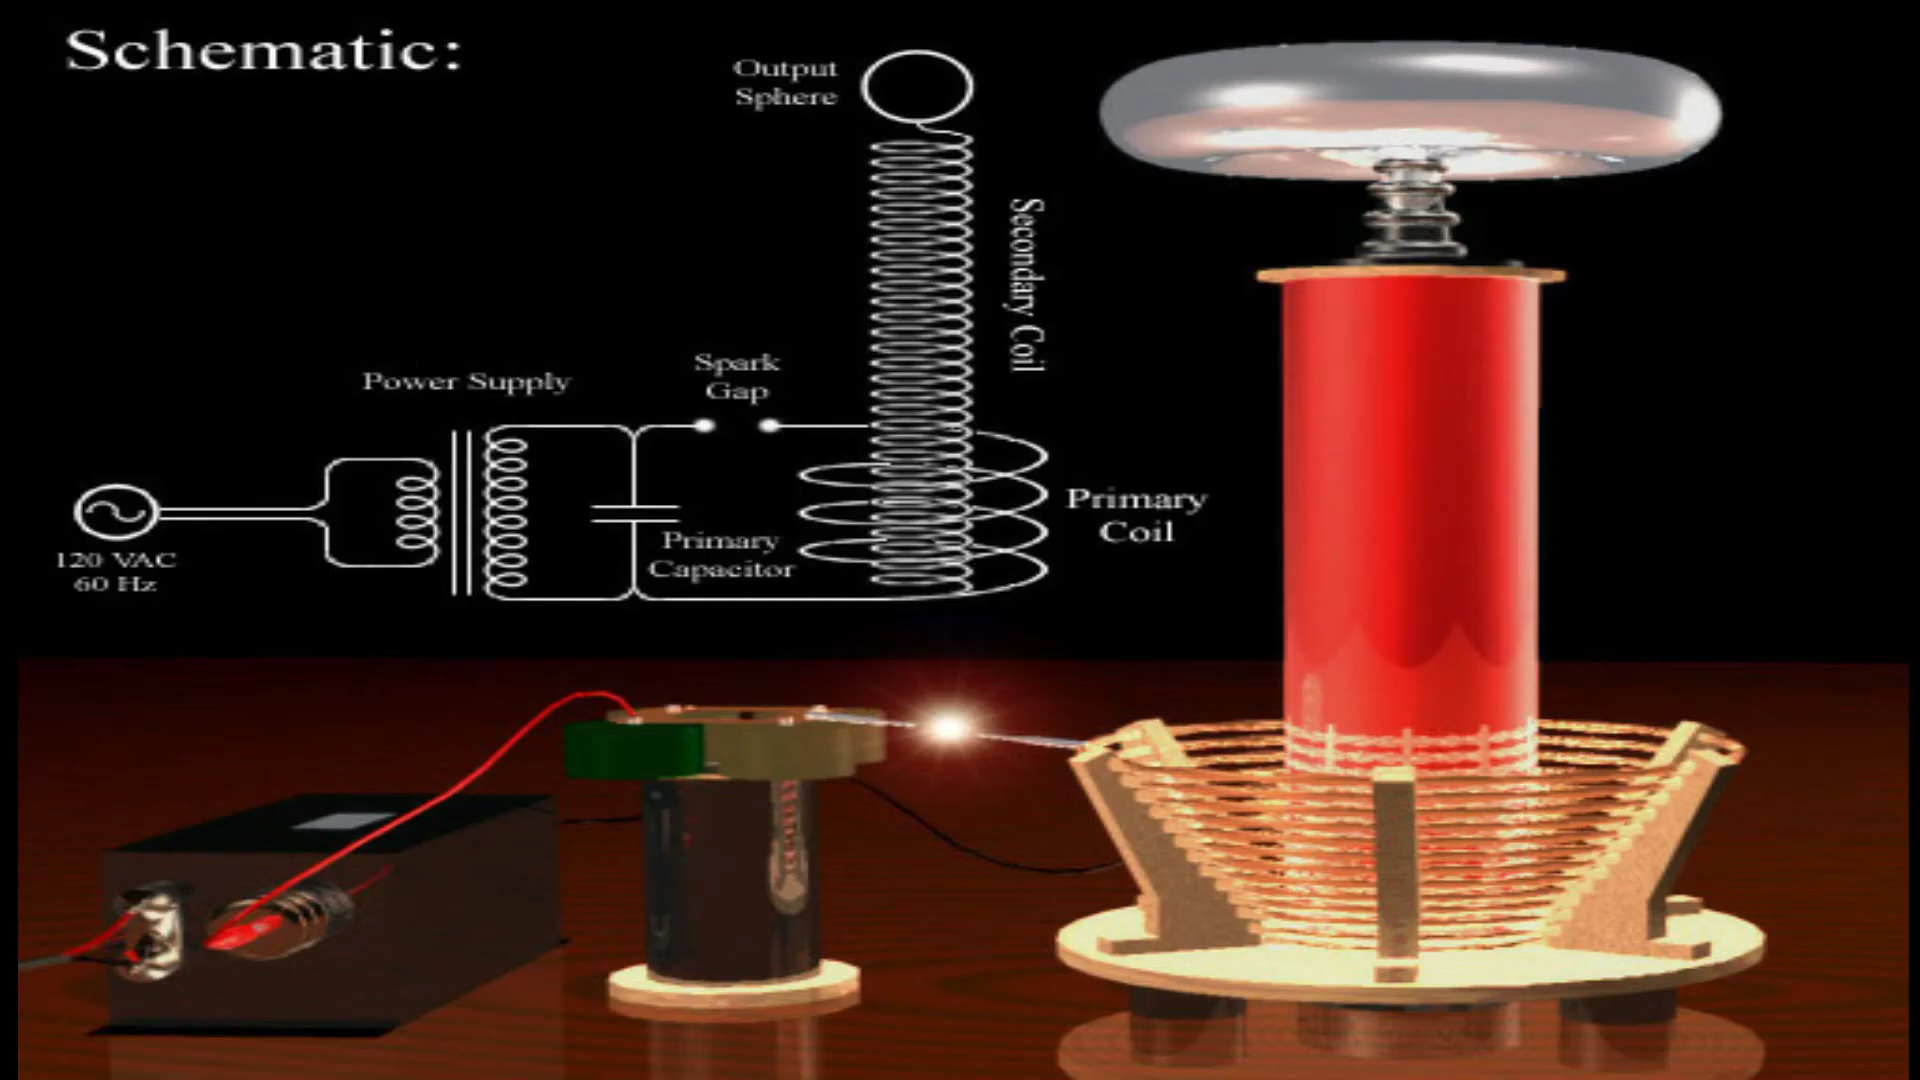 Schematic:
Output
Sphere
Secondary Coil
Spark
Gap
Power Supply
Primary
Coil
Primary
Capacitor
120 VAC
60 Hz